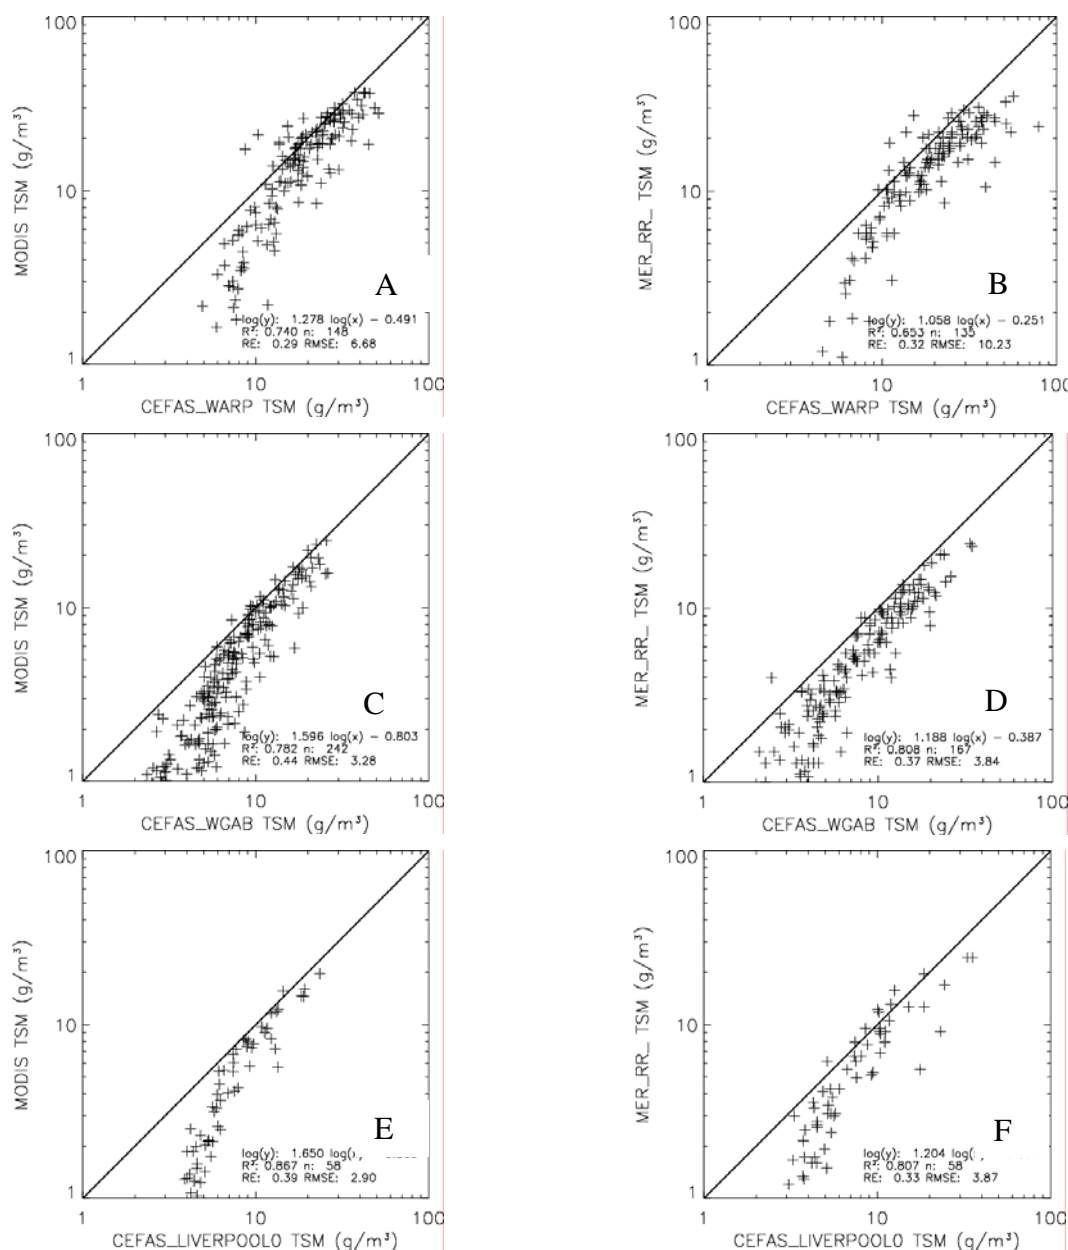 100
MODIS TSM (g/m³)
10
1
A
log(y): 1.278 log(x) − 0.491
R²: 0.740 n: 148
RE: 0.29 RMSE: 6.68
1 10 100
CEFAS_WARP TSM (g/m³)
100
MER_RR_ TSM (g/m³)
10
1
B
log(y): 1.058 log(x) − 0.251
R²: 0.653 n: 135
RE: 0.32 RMSE: 10.23
1 10 100
CEFAS_WARP TSM (g/m³)
100
MODIS TSM (g/m³)
10
1
C
log(y): 1.596 log(x) − 0.803
R²: 0.782 n: 242
RE: 0.44 RMSE: 3.28
1 10 100
CEFAS_WGAB TSM (g/m³)
100
MER_RR_ TSM (g/m³)
10
1
D
log(y): 1.188 log(x) − 0.387
R²: 0.808 n: 167
RE: 0.37 RMSE: 3.84
1 10 100
CEFAS_WGAB TSM (g/m³)
100
MODIS TSM (g/m³)
10
1
E
log(y): 1.650
R²: 0.867 n: 58
RE: 0.39 RMSE: 2.90
1 10 100
CEFAS_LIVERPOOLO TSM (g/m³)
100
MER_RR_ TSM (g/m³)
10
1
F
log(y): 1.204
R²: 0.807 n: 58
RE: 0.33 RMSE: 3.87
1 10 100
CEFAS_LIVERPOOLO TSM (g/m³)